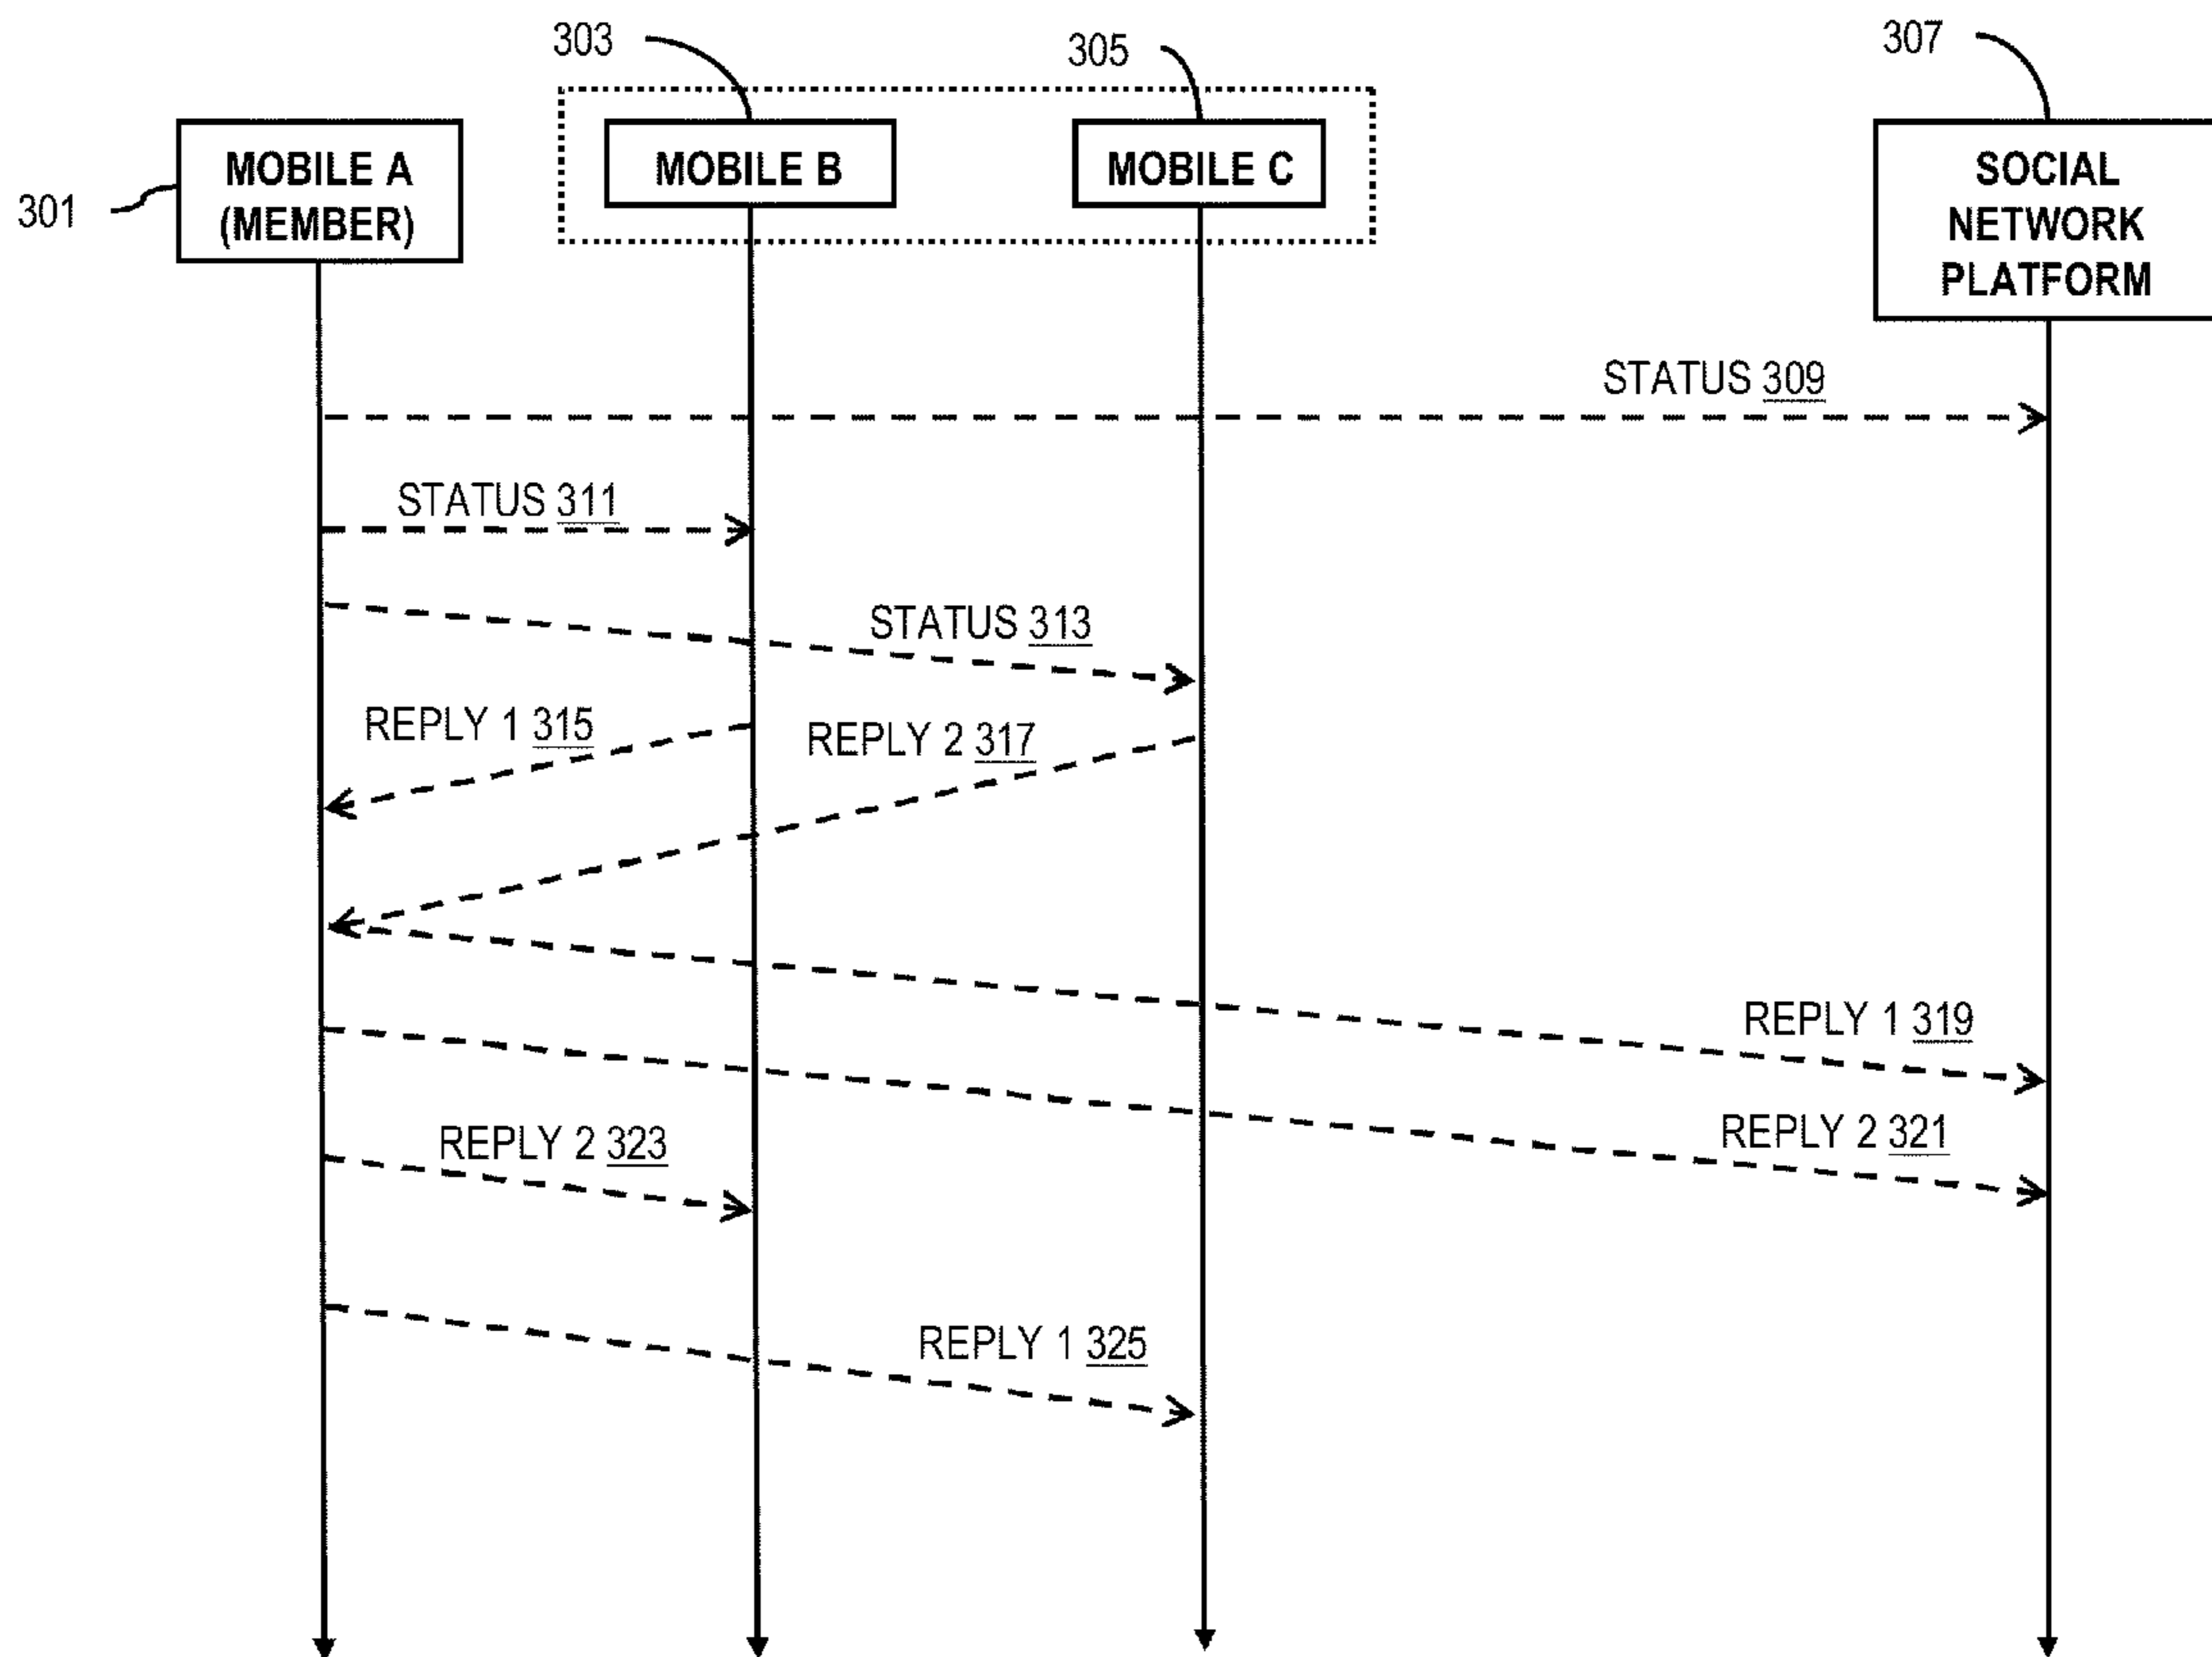 303
305
307
MOBILE A
(MEMBER)
301
MOBILE B
MOBILE C
SOCIAL
NETWORK
PLATFORM
STATUS 309
STATUS 311
STATUS 313
REPLY 1 315
REPLY 2 317
REPLY 1 319
REPLY 2 321
REPLY 2 323
REPLY 1 325